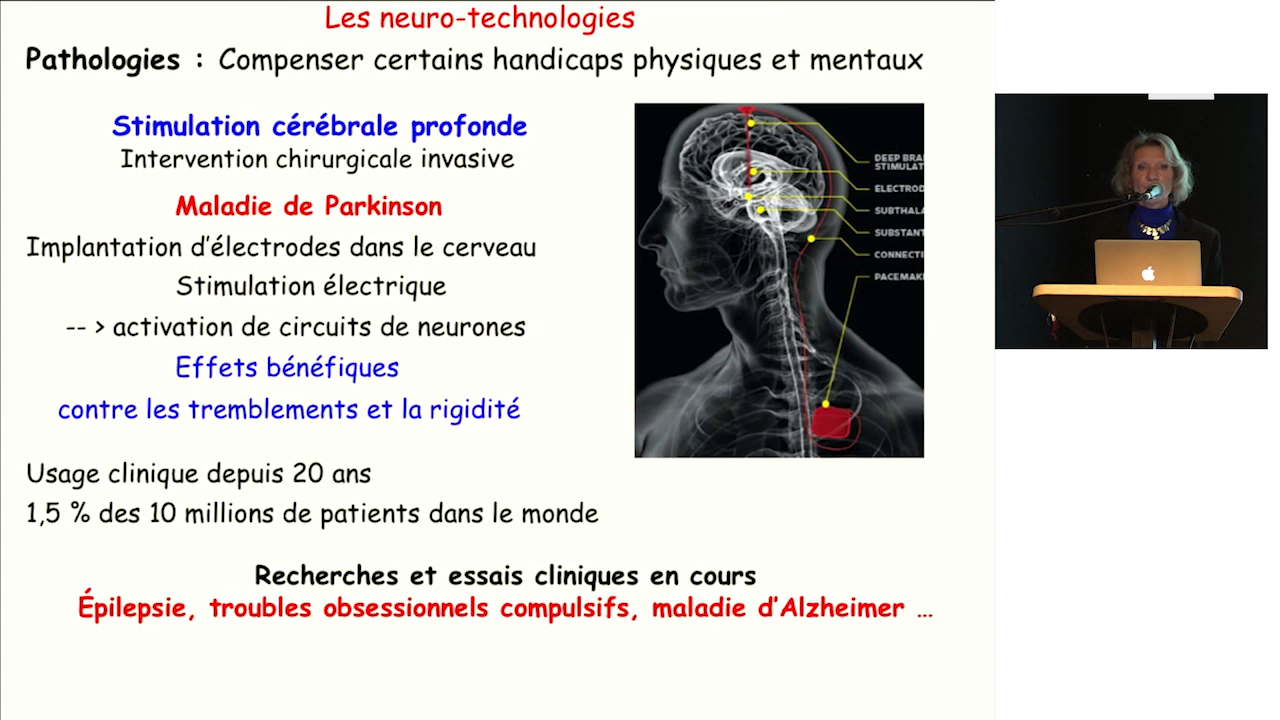 Les neuro-technologies
Pathologies : Compenser certains handicaps physiques et mentaux
Stimulation cérébrale profonde
Intervention chirurgicale invasive
Maladie de Parkinson
Implantation d'électrodes dans le cerveau
Stimulation électrique
-- > activation de circuits de neurones
Effets bénéfiques
contre les tremblements et la rigidité
Usage clinique depuis 20 ans
1,5 % des 10 millions de patients dans le monde
Recherches et essais cliniques en cours
Épilepsie, troubles obsessionnels compulsifs, maladie d'Alzheimer ...
DEEP BRAI
STIMULAT
ELECTROD
SUBTHALA
SUBSTANT
CONNECTI
PACEMAK